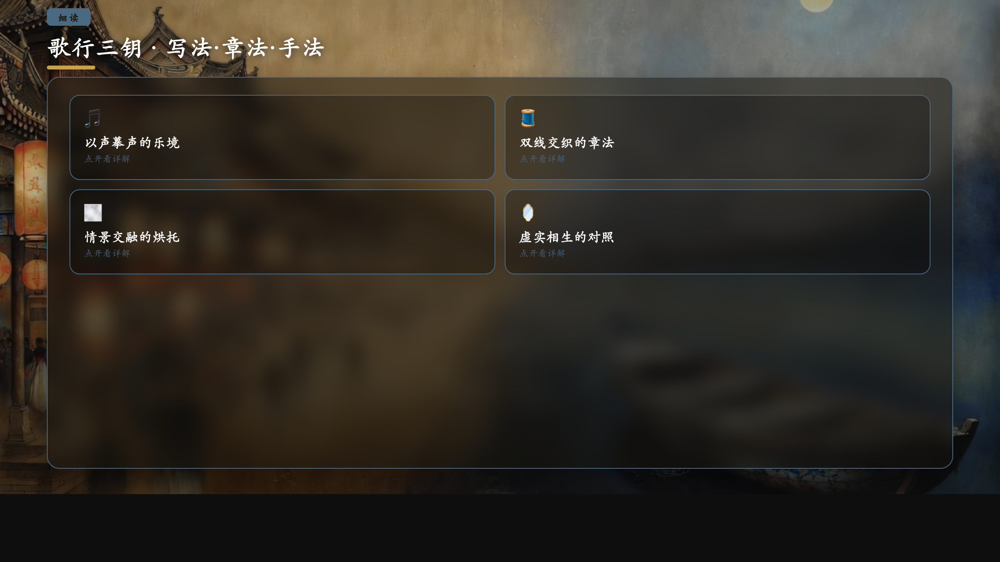 细读
歌行三钥·写法·章法·手法
以声摹声的乐境
点开看详解
双线交织的章法
点开看详解
情景交融的烘托
点开看详解
虚实相生的对照
点开看详解